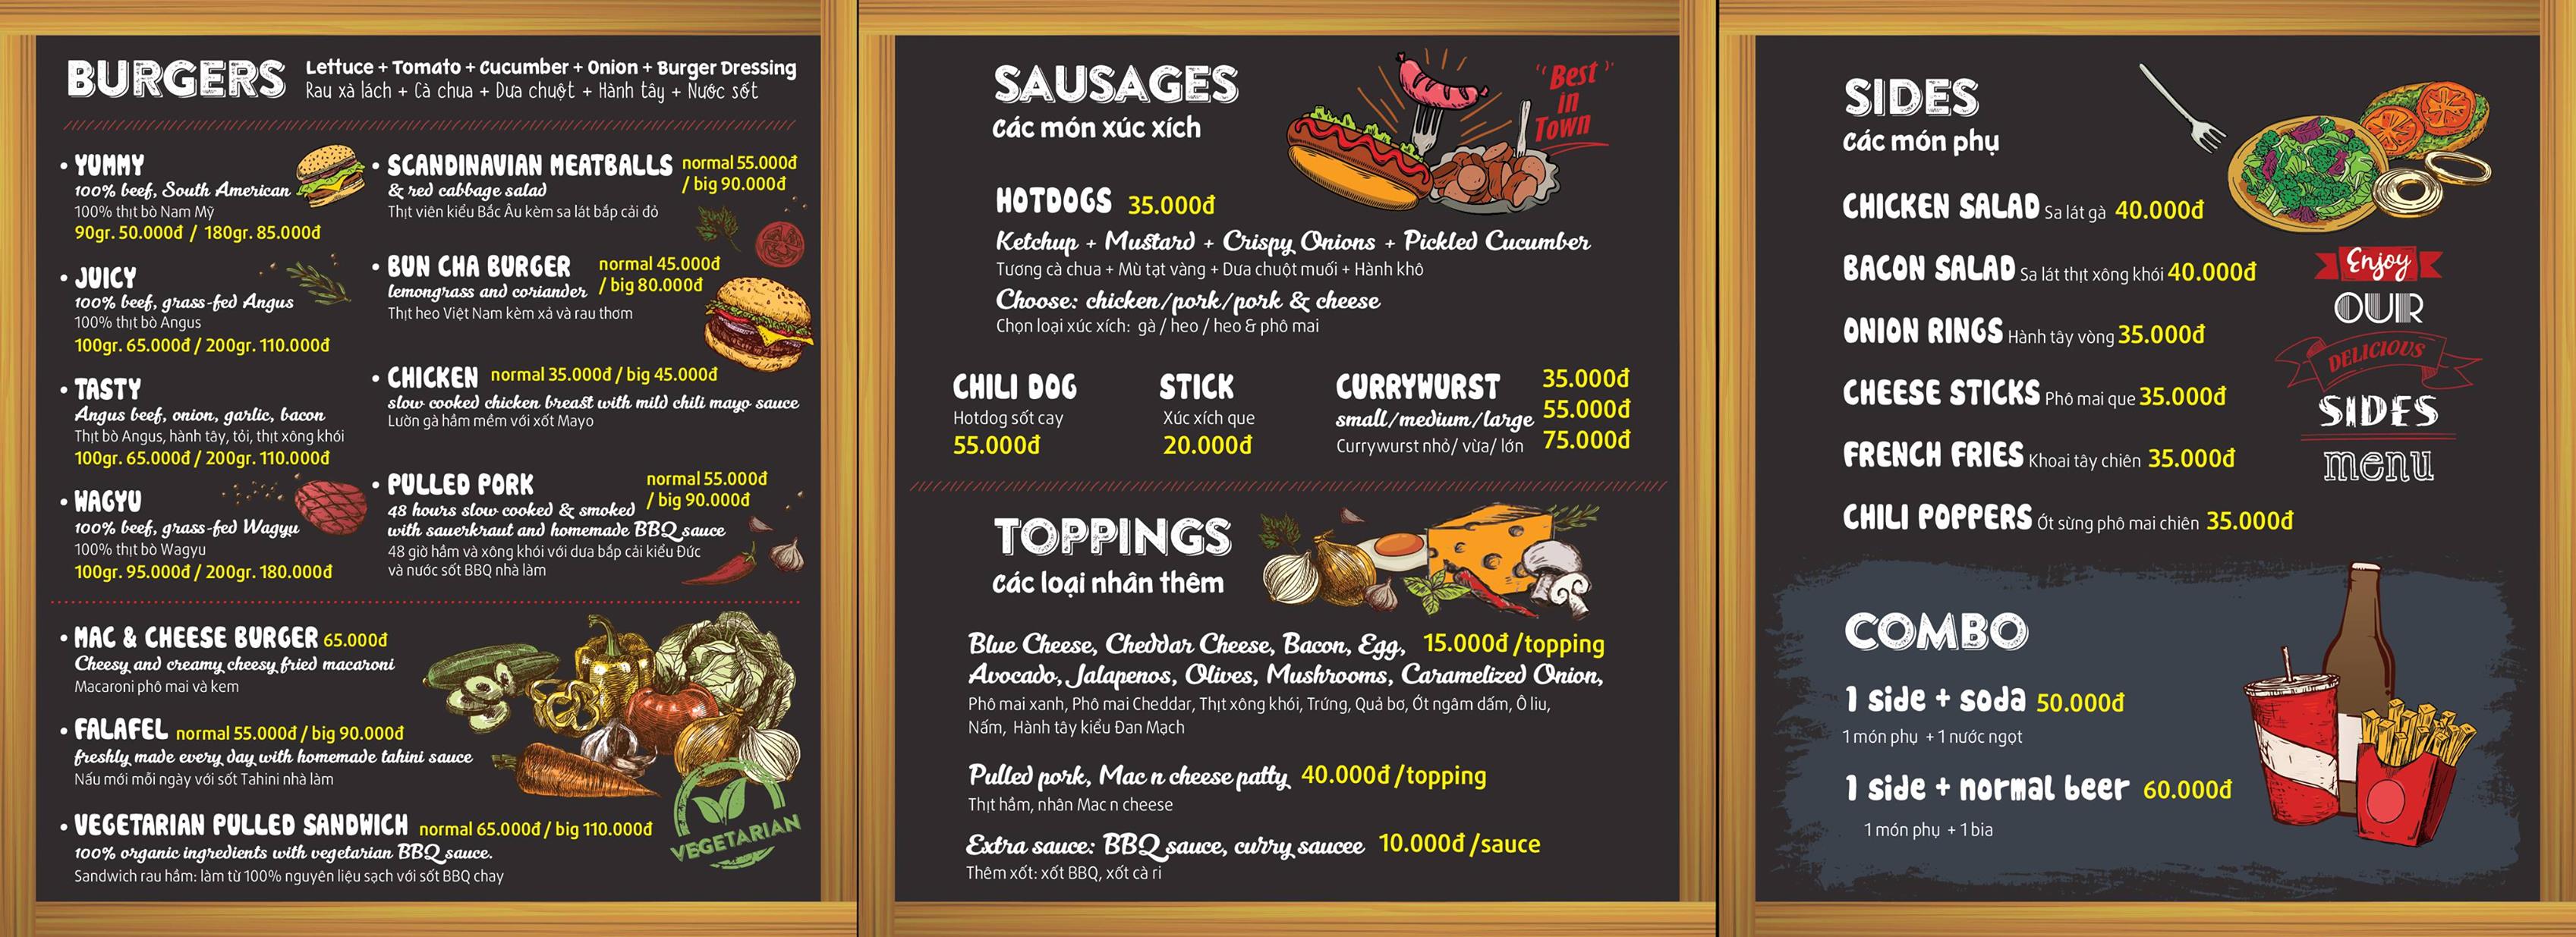 BURGERS
Lettuce + Tomato + Cucumber + Onion + Burger Dressing
Rau xà lách + Cà chua + Dưa chuột + Hành tây + Nước sốt
• YUMMY
100% beef, South American
100% thịt bò Nam Mỹ
90gr. 50.000đ / 180gr. 85.000đ
• JUICY
100% beef, grass-fed Angus
100% thịt bò Angus
100gr. 65.000đ / 200gr. 110.000đ
• TASTY
Angus beef, onion, garlic, bacon
Thịt bò Angus, hành tây, tỏi, thịt xông khói
100gr. 65.000đ / 200gr. 110.000đ
• WAGYU
100% beef, grass-fed Wagyu
100% thịt bò Wagyu
100gr. 95.000đ / 200gr. 180.000đ
• SCANDINAVIAN MEATBALLS normal 55.000đ
/ big 90.000đ
& red cabbage salad
Thịt viên kiểu Bắc Âu kèm sa lát bắp cải đỏ
• BUN CHA BURGER normal 45.000đ
/ big 80.000đ
lemongrass and coriander
Thịt heo Việt Nam kèm xả và rau thơm
• CHICKEN normal 35.000đ / big 45.000đ
slow cooked chicken breast with mild chili mayo sauce
Lườn gà hầm mềm với xốt Mayo
• PULLED PORK normal 55.000đ
/ big 90.000đ
48 hours slow cooked & smoked
with sauerkraut and homemade BBQ sauce
48 giờ hầm và xông khói với dưa bắp cải kiểu Đức
và nước sốt BBQ nhà làm
• MAC & CHEESE BURGER 65.000đ
Cheesy and creamy cheesy fried macaroni
Macaroni phô mai và kem
• FALAFEL normal 55.000đ / big 90.000đ
freshly made every day with homemade tahini sauce
Nấu mới mỗi ngày với sốt Tahini nhà làm
• VEGETARIAN PULLED SANDWICH normal 65.000đ / big 110.000đ
100% organic ingredients with vegetarian BBQ sauce.
Sandwich rau hầm: làm từ 100% nguyên liệu sạch với sốt BBQ chay
VEGETARIAN
SAUSAGES
Các món xúc xích
"Best"
in
Town
HOTDOGS 35.000đ
Ketchup + Mustard + Crispy Onions + Pickled Cucumber
Tương cà chua + Mù tạt vàng + Dưa chuột muối + Hành khô
Choose: chicken/pork/pork & cheese
Chọn loại xúc xích: gà / heo / heo & phô mai
CHILI DOG
Hotdog sốt cay
55.000đ
STICK
Xúc xích que
20.000đ
CURRYWURST
small/medium/large
Currywurst nhỏ/ vừa/ lớn
35.000đ
55.000đ
75.000đ
TOPPINGS
Các loại nhân thêm
Blue Cheese, Cheddar Cheese, Bacon, Egg, 15.000đ /topping
Avocado, Jalapenos, Olives, Mushrooms, Caramelized Onion,
Phô mai xanh, Phô mai Cheddar, Thịt xông khói, Trứng, Quả bơ, Ớt ngâm dấm, Ô liu,
Nấm, Hành tây kiểu Đan Mạch
Pulled pork, Mac n cheese patty 40.000đ /topping
Thịt hầm, nhân Mac n cheese
Extra sauce: BBQ sauce, curry saucee 10.000đ /sauce
Thêm xốt: xốt BBQ, xốt cà ri
SIDES
Các món phụ
CHICKEN SALAD Sa lát gà 40.000đ
BACON SALAD Sa lát thịt xông khói 40.000đ
ONION RINGS Hành tây vòng 35.000đ
CHEESE STICKS Phô mai que 35.000đ
FRENCH FRIES Khoai tây chiên 35.000đ
CHILI POPPERS Ớt sừng phô mai chiên 35.000đ
Enjoy
OUR
DELICIOUS
SIDES
menu
COMBO
1 side + soda 50.000đ
1 món phụ + 1 nước ngọt
1 side + normal beer 60.000đ
1 món phụ + 1 bia